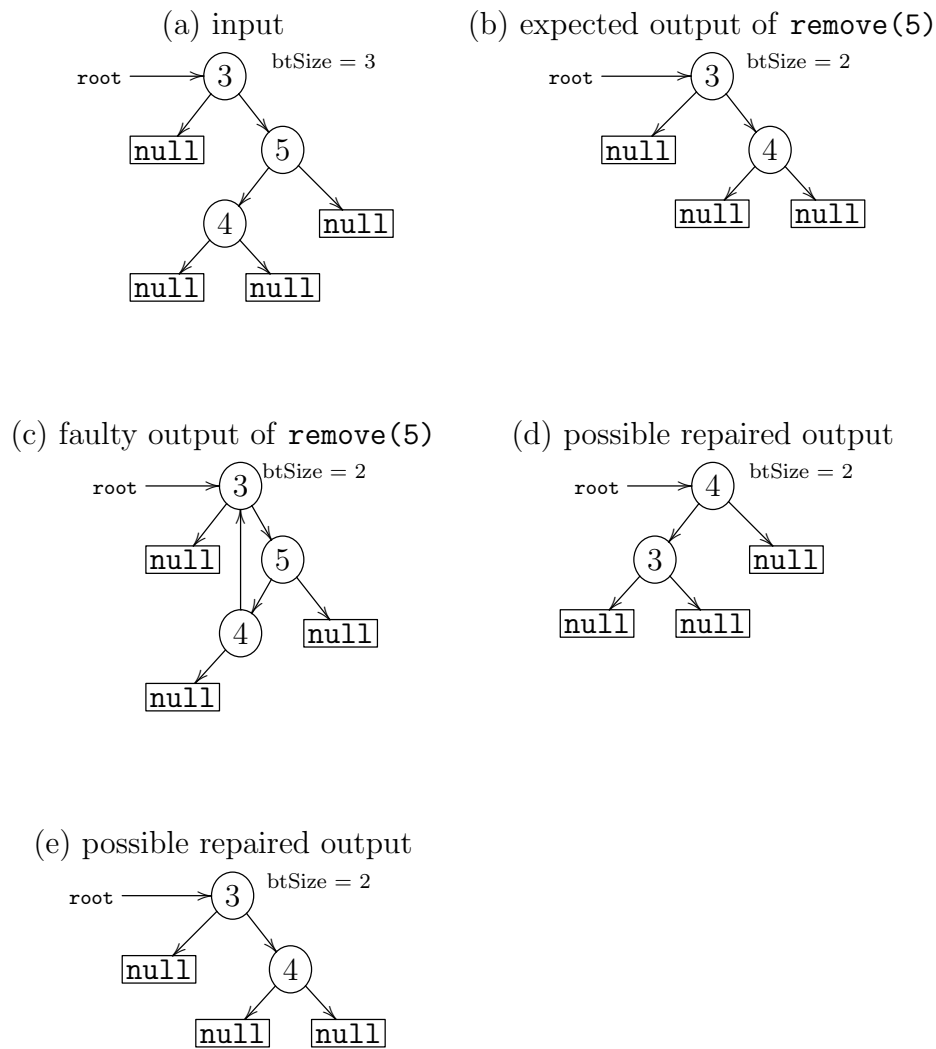 (a) input
btSize = 3
root
3
null
5
4
null
null
null
(b) expected output of remove(5)
btSize = 2
root
3
null
4
null
null
(c) faulty output of remove(5)
btSize = 2
root
3
null
5
4
null
null
(d) possible repaired output
btSize = 2
root
4
3
null
null
null
(e) possible repaired output
btSize = 2
root
3
null
4
null
null